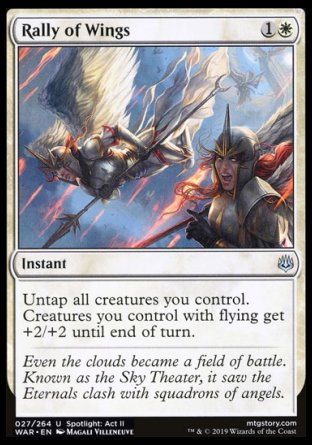 Rally of Wings 1
Instant
Untap all creatures you control.
Creatures you control with flying get
+2/+2 until end of turn.
Even the clouds became a field of battle.
Known as the Sky Theater, it saw the
Eternals clash with squadrons of angels.
027/264 U Spotlight: Act II mtgstory.com
WAR • EN Magali Villeneuve ™ & © 2019 Wizards of the Coast